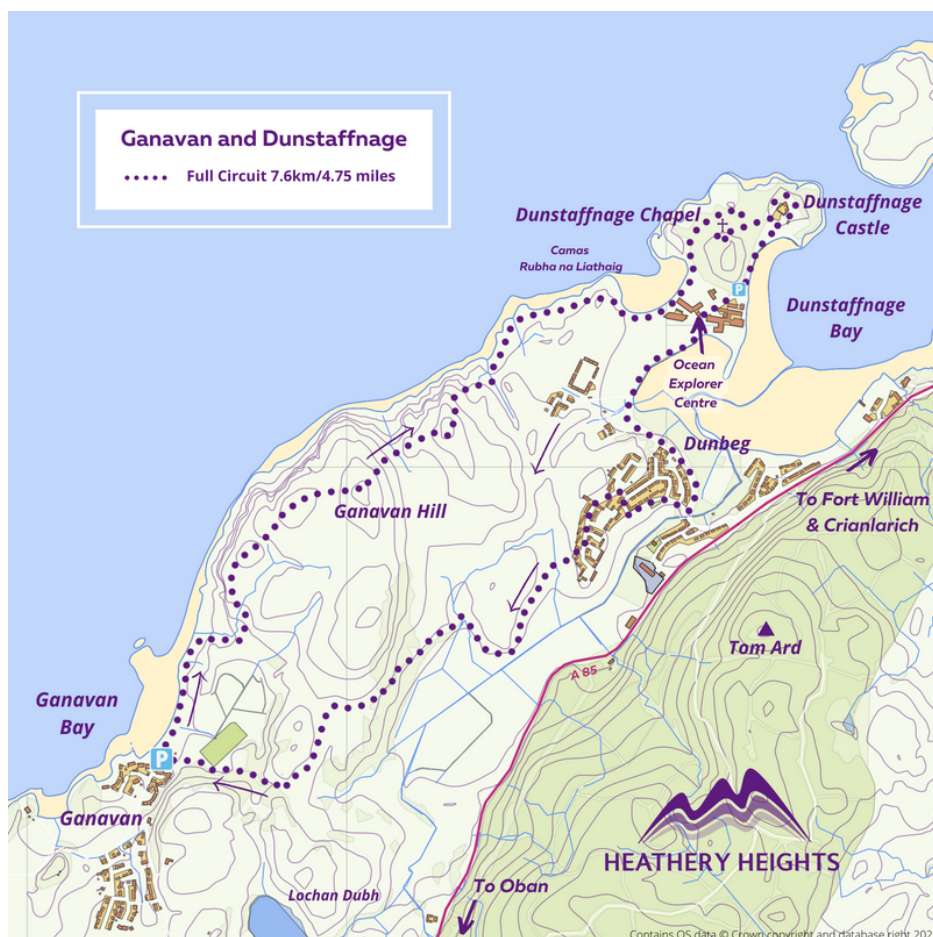 Ganavan and Dunstaffnage
Full Circuit 7.6km/4.75 miles
Dunstaffnage Chapel
Dunstaffnage
Castle
Camas
Rubha na Liathaig
P
Dunstaffnage
Bay
Ocean
Explorer
Centre
Dunbeg
To Fort William
& Crianlarich
Ganavan Hill
Tom Ard
A 85
Ganavan
Bay
P
Ganavan
HEATHERY HEIGHTS
Lochan Dubh
To Oban
Contains OS data © Crown copyright and database right 202